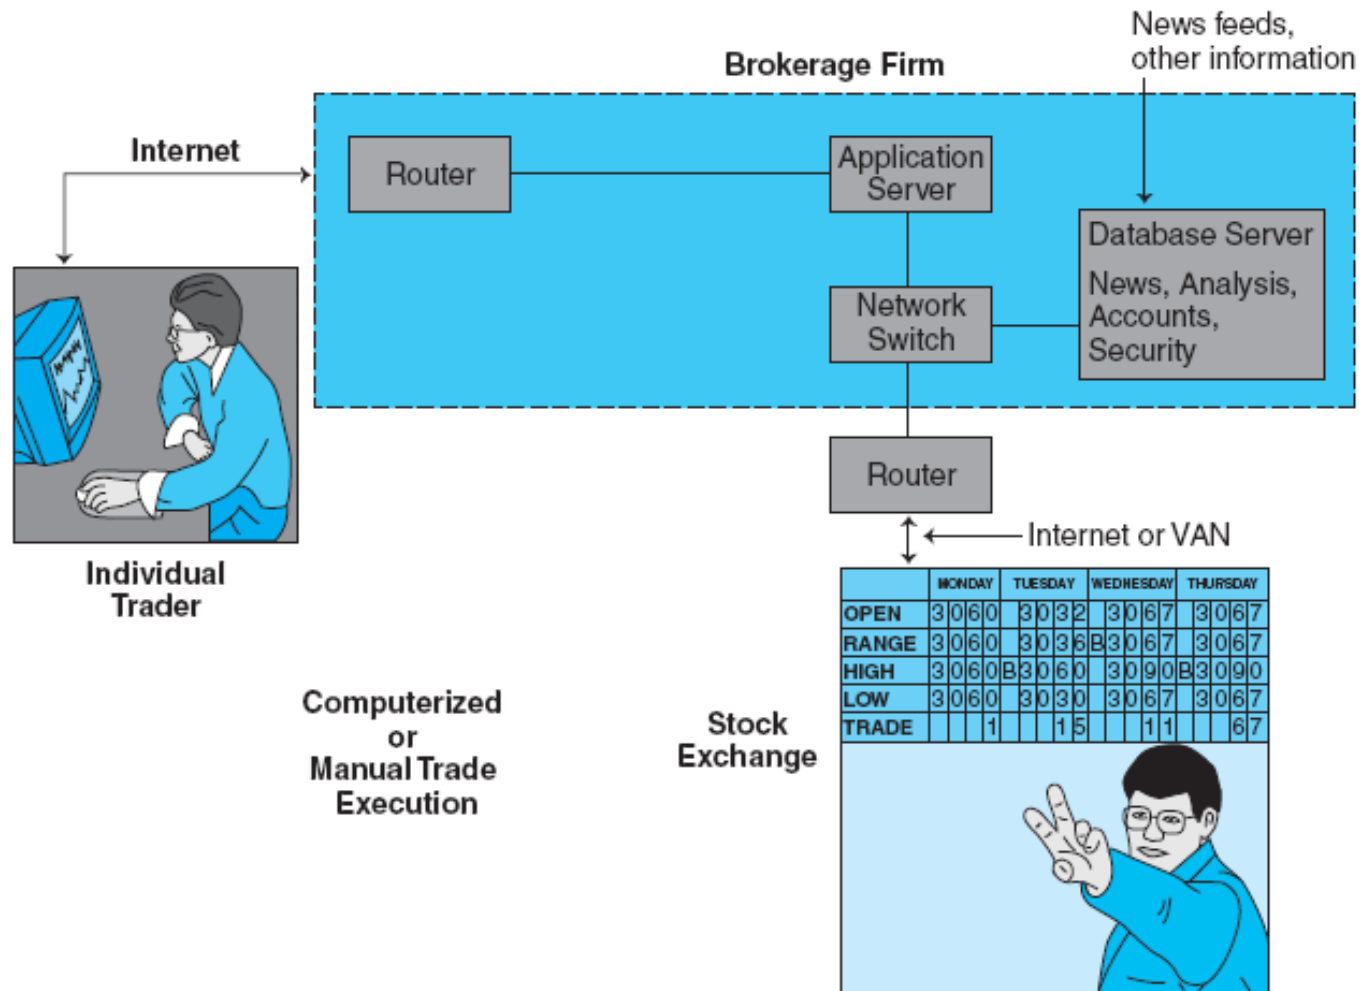 News feeds,
other information
Brokerage Firm
Internet
Router
Application
Server
Database Server
News, Analysis,
Accounts,
Security
Network
Switch
Router
Internet or VAN
Individual
Trader
MONDAY TUESDAY WEDNESDAY THURSDAY
OPEN 3060 3032 3067 3067
RANGE 3060 3036 B3067 3067
HIGH 3060 B3060 3090 B3090
LOW 3060 3030 3067 3067
TRADE 1 15 11 67
Computerized
or
Manual Trade
Execution
Stock
Exchange